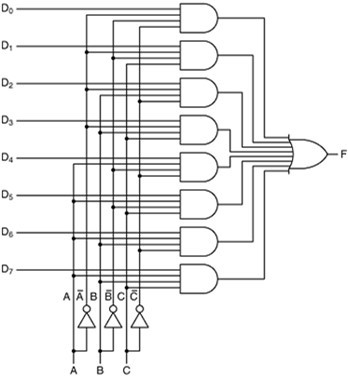 D₀
D₁
D₂
D₃
D₄
F
D₅
D₆
D₇
A A̅ B B̅ C C̅
A B C